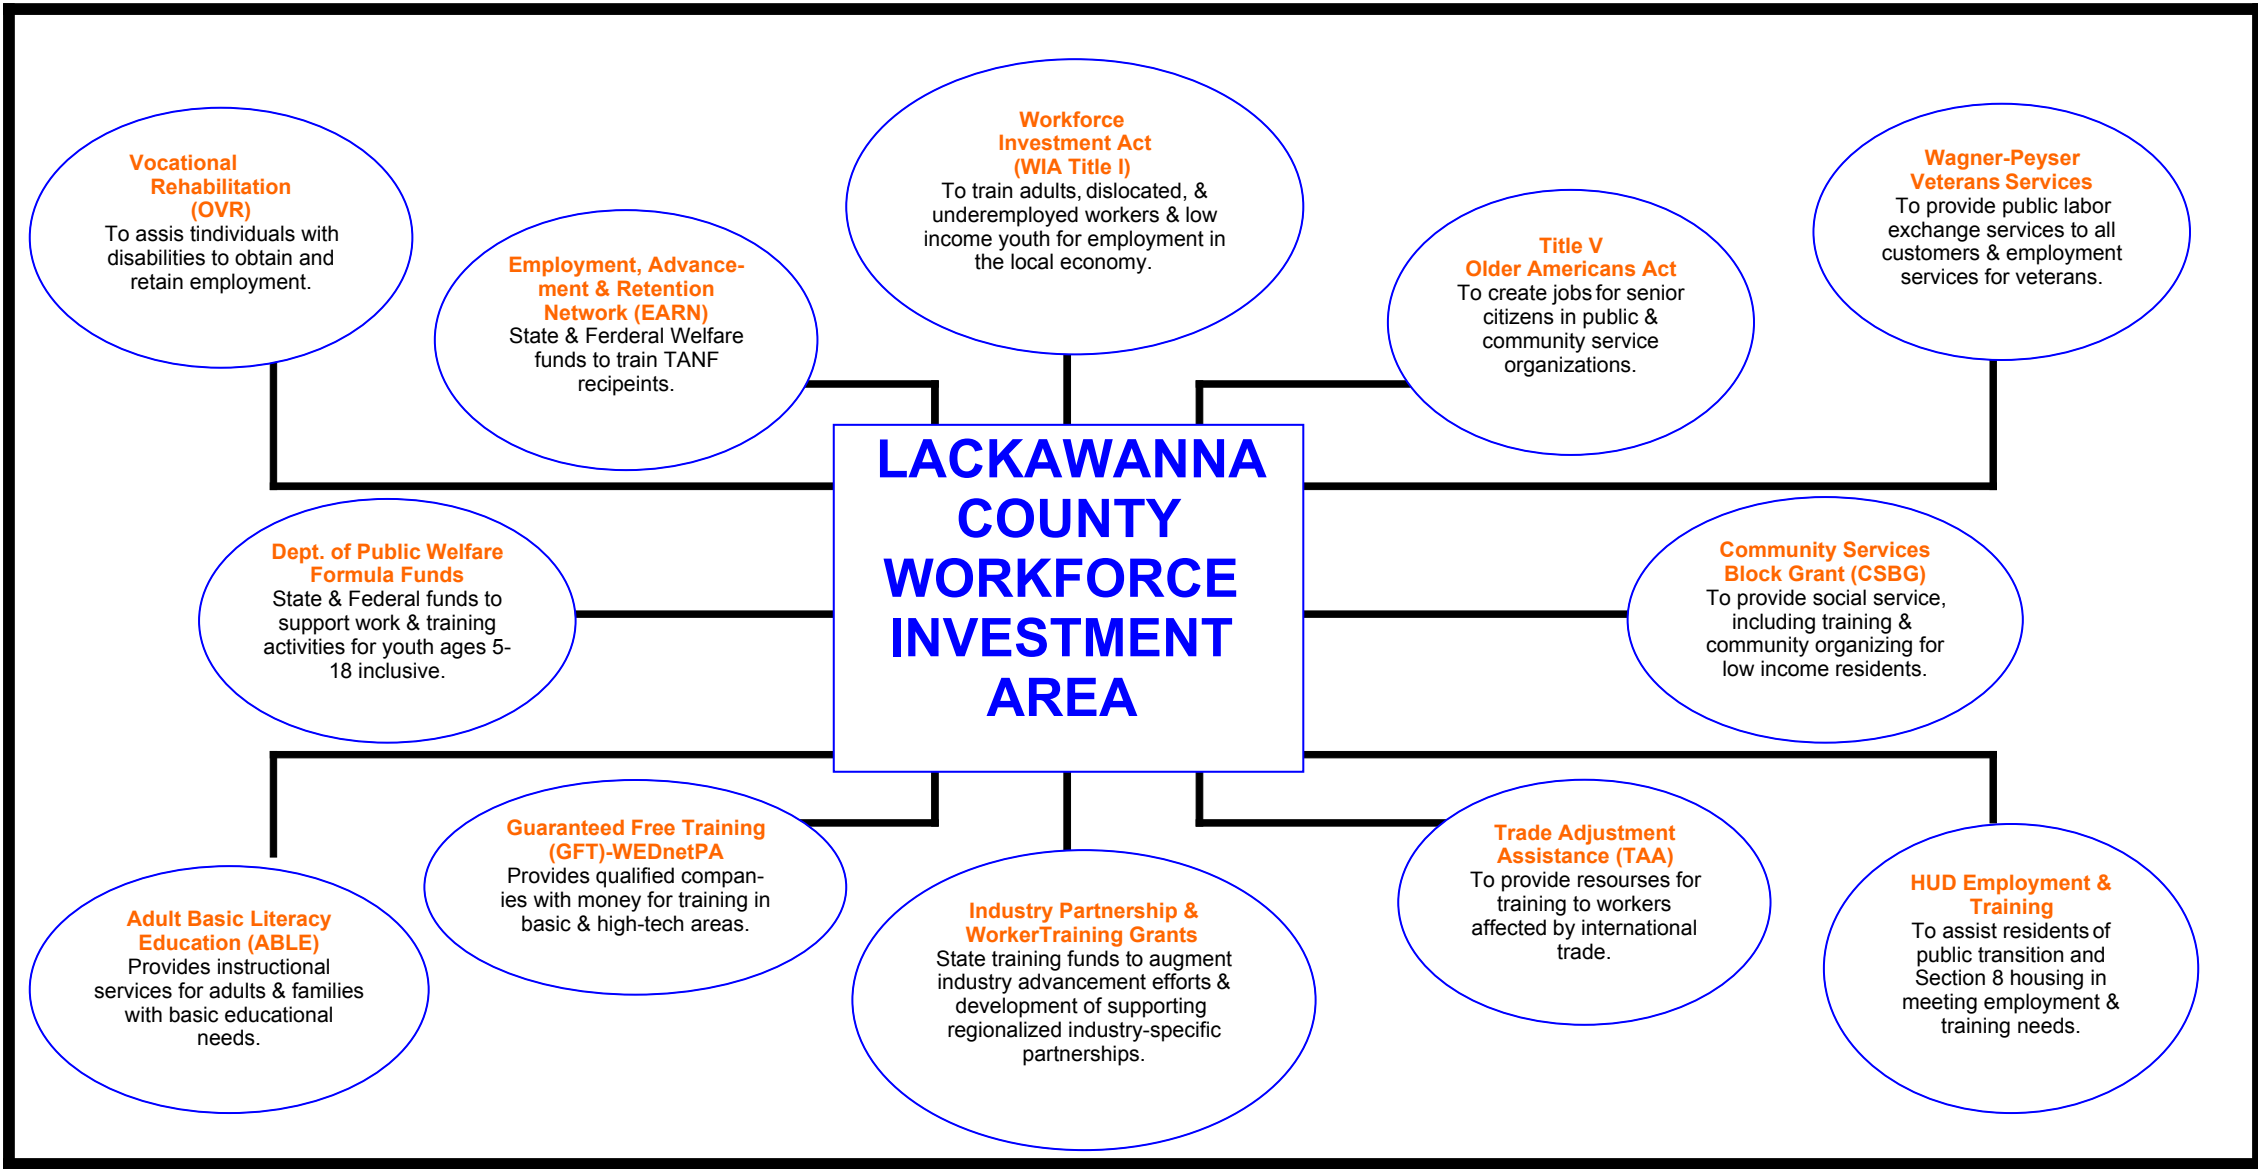 Vocational
Rehabilitation
(OVR)
To assis tindividuals with
disabilities to obtain and
retain employment.
Employment, Advance-
ment & Retention
Network (EARN)
State & Ferderal Welfare
funds to train TANF
recipeints.
Workforce
Investment Act
(WIA Title I)
To train adults, dislocated, &
underemployed workers & low
income youth for employment in
the local economy.
Title V
Older Americans Act
To create jobs for senior
citizens in public &
community service
organizations.
Wagner-Peyser
Veterans Services
To provide public labor
exchange services to all
customers & employment
services for veterans.
LACKAWANNA
COUNTY
WORKFORCE
INVESTMENT
AREA
Dept. of Public Welfare
Formula Funds
State & Federal funds to
support work & training
activities for youth ages 5-
18 inclusive.
Community Services
Block Grant (CSBG)
To provide social service,
including training &
community organizing for
low income residents.
Adult Basic Literacy
Education (ABLE)
Provides instructional
services for adults & families
with basic educational
needs.
Guaranteed Free Training
(GFT)-WEDnetPA
Provides qualified compan-
ies with money for training in
basic & high-tech areas.
Industry Partnership &
WorkerTraining Grants
State training funds to augment
industry advancement efforts &
development of supporting
regionalized industry-specific
partnerships.
Trade Adjustment
Assistance (TAA)
To provide resourses for
training to workers
affected by international
trade.
HUD Employment &
Training
To assist residents of
public transition and
Section 8 housing in
meeting employment &
training needs.